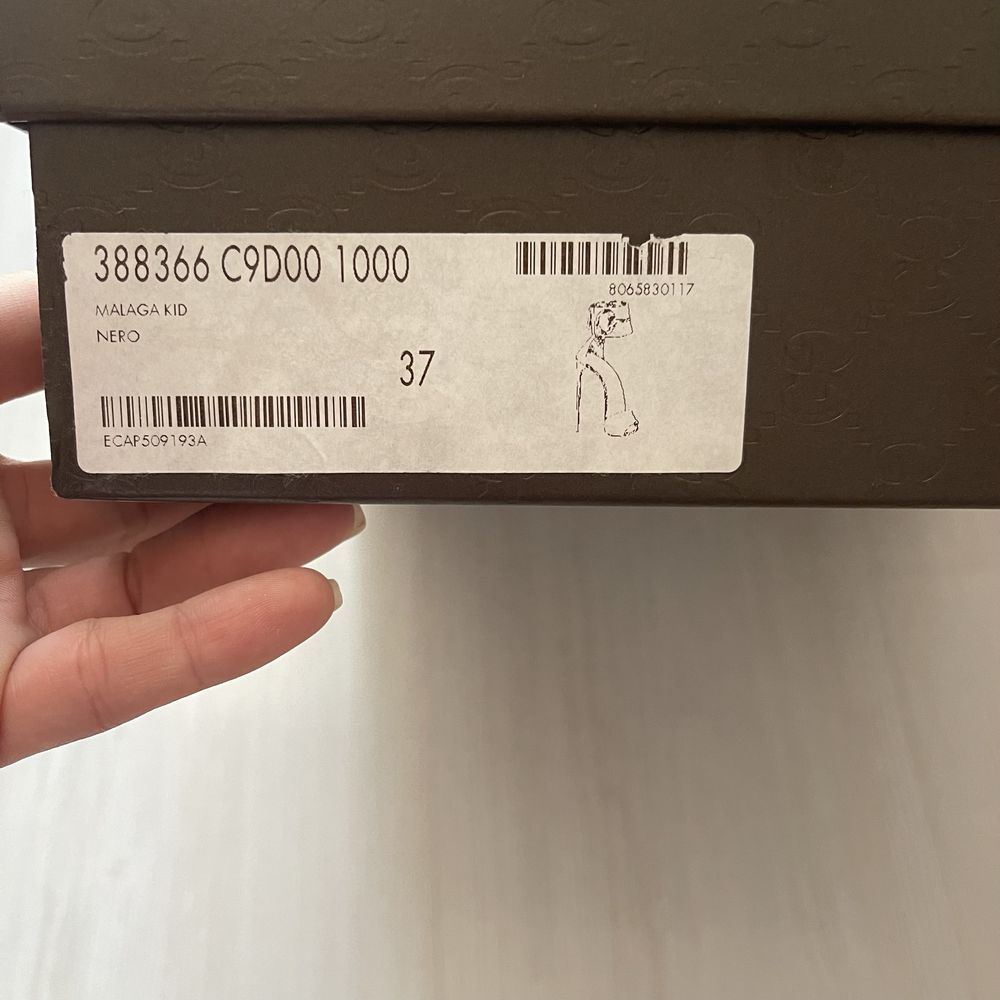 388366 C9D00 1000
8065830117
MALAGA KID
NERO
37
ECAP509193A